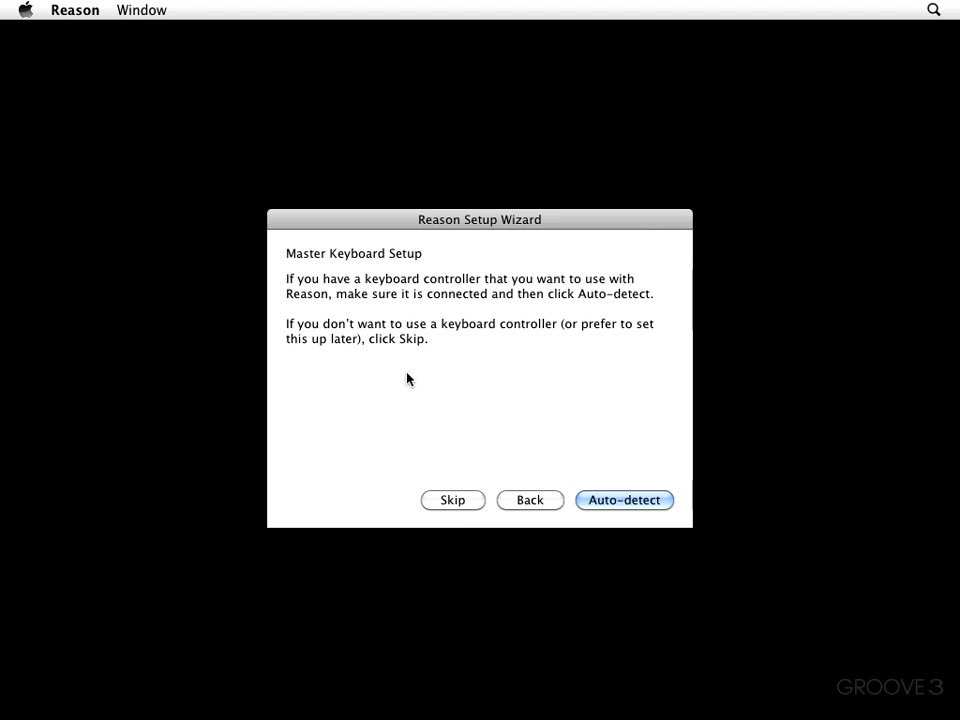 Reason Window
Reason Setup Wizard
Master Keyboard Setup
If you have a keyboard controller that you want to use with
Reason, make sure it is connected and then click Auto-detect.
If you don't want to use a keyboard controller (or prefer to set
this up later), click Skip.
Skip Back Auto-detect
GROOVE 3